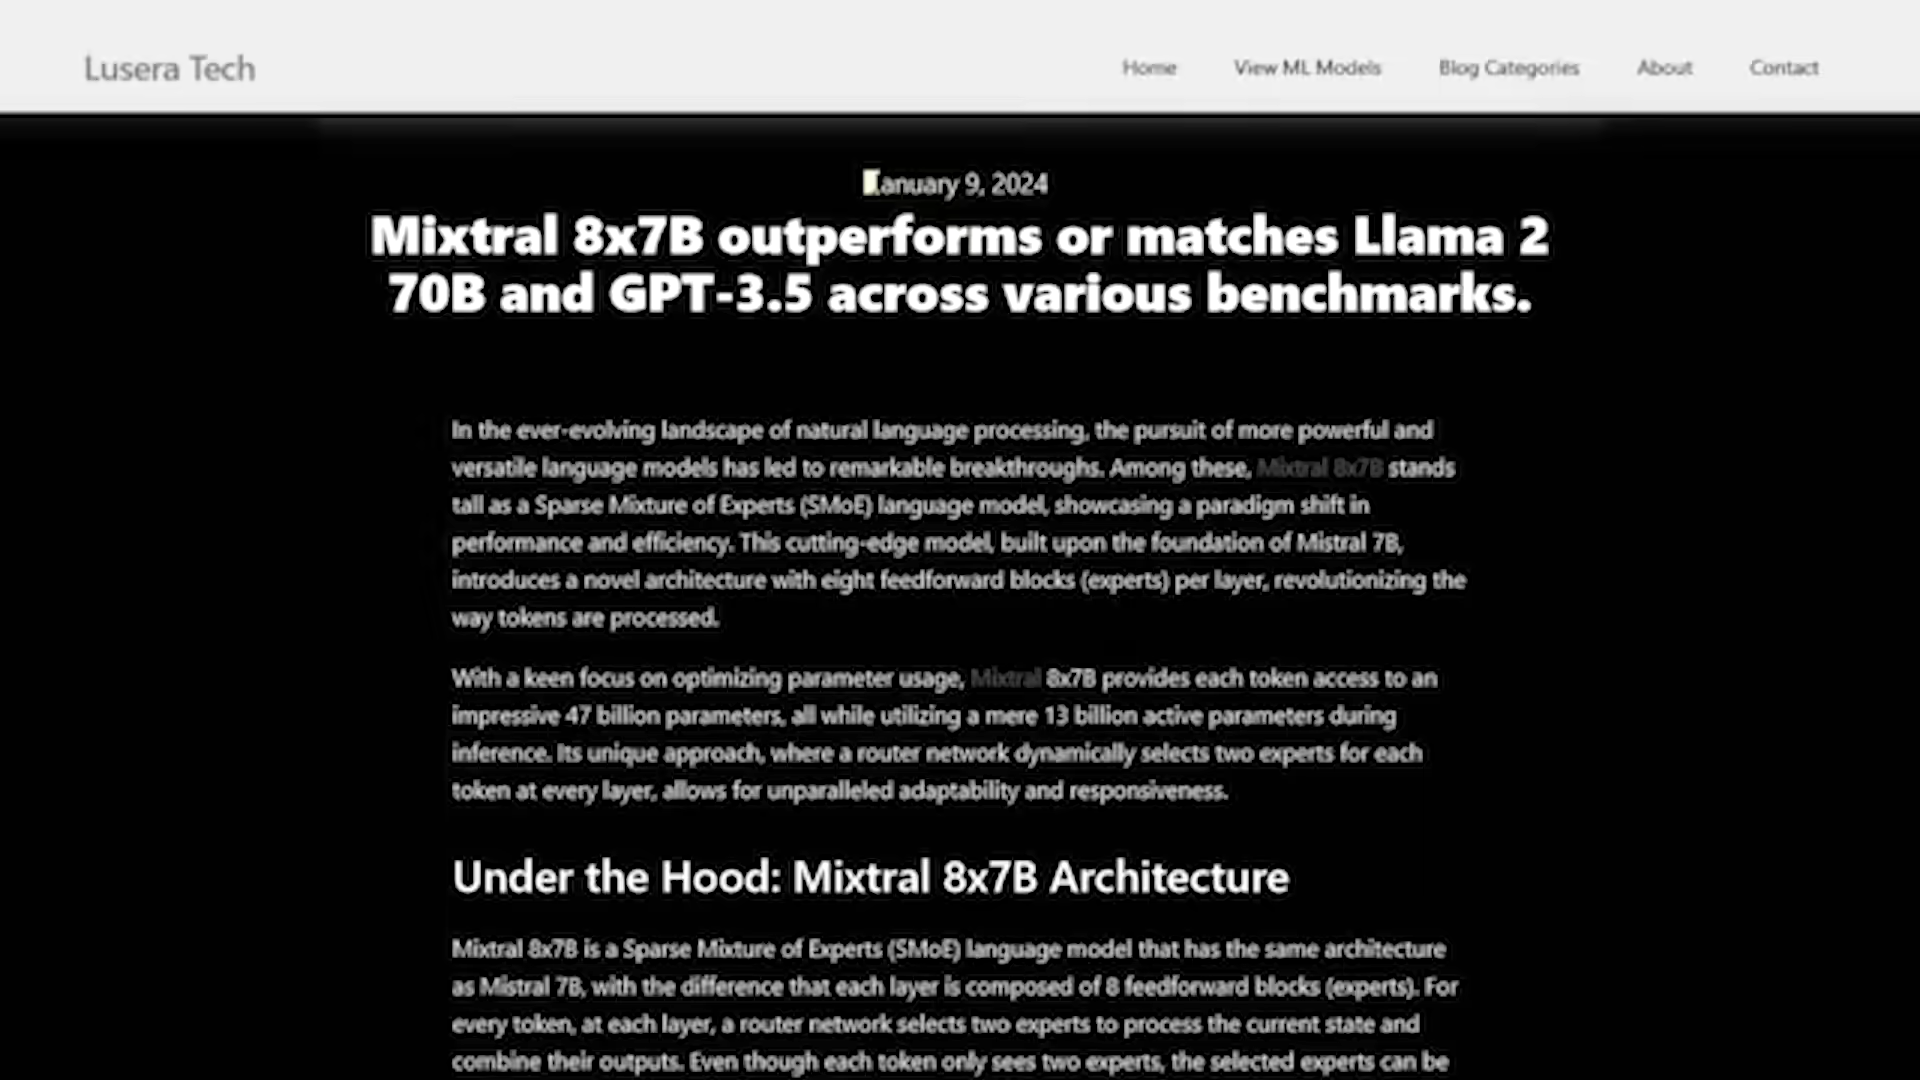 Lusera Tech
Home View ML Models Blog Categories About Contact
January 9, 2024
Mixtral 8x7B outperforms or matches Llama 2
70B and GPT-3.5 across various benchmarks.
In the ever-evolving landscape of natural language processing, the pursuit of more powerful and
versatile language models has led to remarkable breakthroughs. Among these, Mixtral 8x7B stands
tall as a Sparse Mixture of Experts (SMoE) language model, showcasing a paradigm shift in
performance and efficiency. This cutting-edge model, built upon the foundation of Mistral 7B,
introduces a novel architecture with eight feedforward blocks (experts) per layer, revolutionizing the
way tokens are processed.
With a keen focus on optimizing parameter usage, Mixtral 8x7B provides each token access to an
impressive 47 billion parameters, all while utilizing a mere 13 billion active parameters during
inference. Its unique approach, where a router network dynamically selects two experts for each
token at every layer, allows for unparalleled adaptability and responsiveness.
Under the Hood: Mixtral 8x7B Architecture
Mixtral 8x7B is a Sparse Mixture of Experts (SMoE) language model that has the same architecture
as Mistral 7B, with the difference that each layer is composed of 8 feedforward blocks (experts). For
every token, at each layer, a router network selects two experts to process the current state and
combine their outputs. Even though each token only sees two experts, the selected experts can be